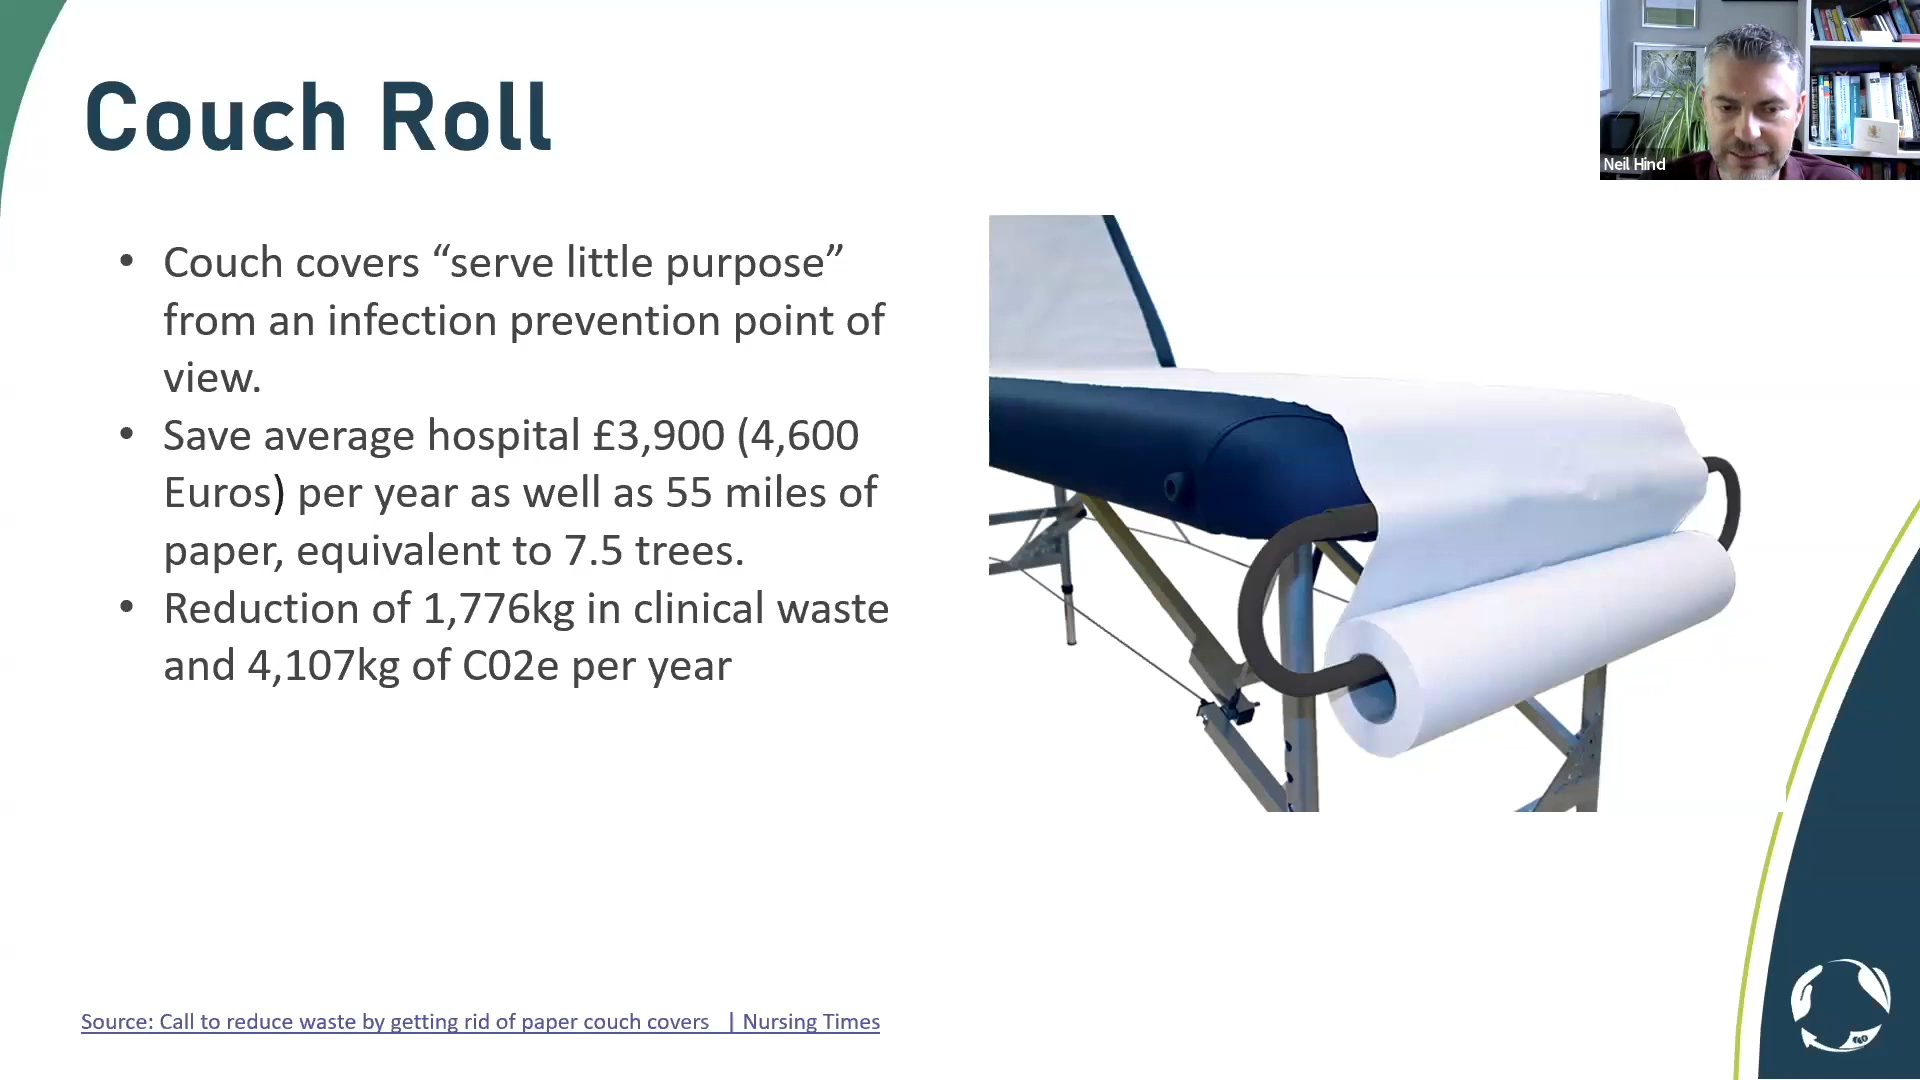 Couch Roll
Neil Hind
• Couch covers “serve little purpose”
from an infection prevention point of
view.
• Save average hospital £3,900 (4,600
Euros) per year as well as 55 miles of
paper, equivalent to 7.5 trees.
• Reduction of 1,776kg in clinical waste
and 4,107kg of C02e per year
Source: Call to reduce waste by getting rid of paper couch covers | Nursing Times